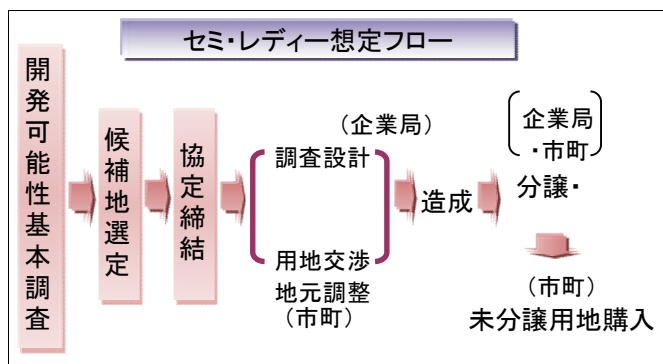 セミ・レディー想定フロー
開発可能性基本調査
候補地選定
協定締結
(企業局)
調査設計
用地交渉
地元調整
(市町)
造成
企業局
・市町
分譲・
(市町)
未分譲用地購入